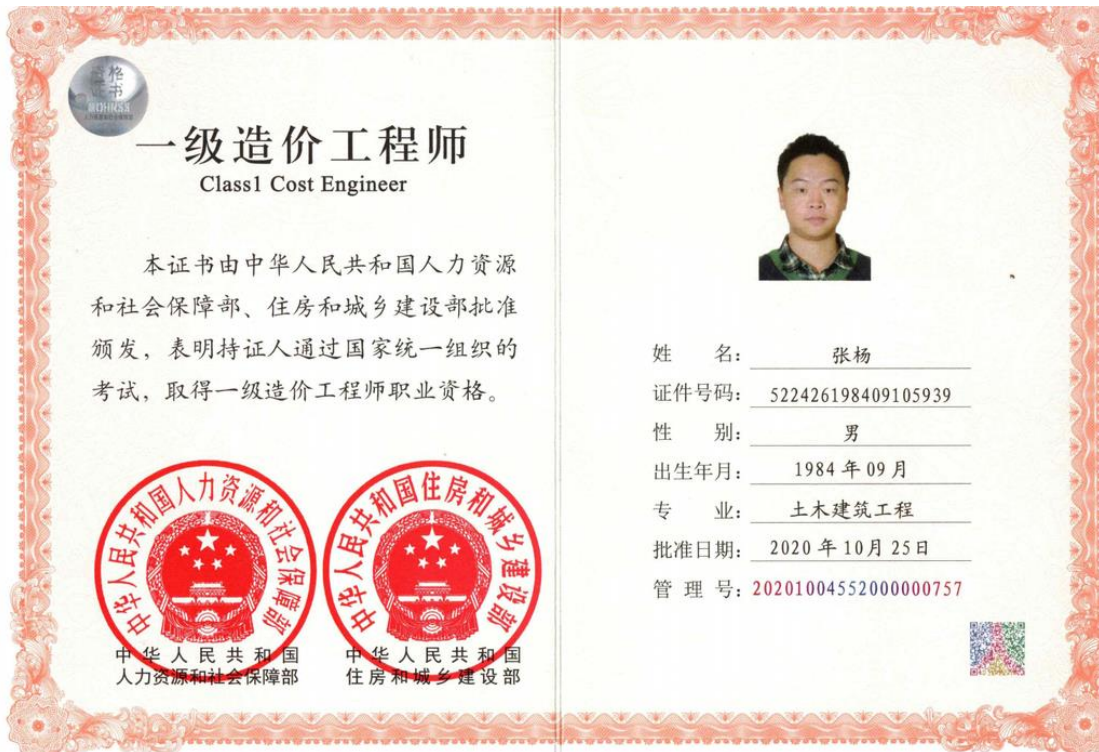 资格
证书
MOHRSS
一级造价工程师
Class1 Cost Engineer
本证书由中华人民共和国人力资源
和社会保障部、住房和城乡建设部批准
颁发，表明持证人通过国家统一组织的
考试，取得一级造价工程师职业资格。
中华人民共和国人力资源和社会保障部
中华人民共和国住房和城乡建设部
中华人民共和国
人力资源和社会保障部
中华人民共和国
住房和城乡建设部
姓 名： 张杨
证件号码： 522426198409105939
性 别： 男
出生年月： 1984 年 09 月
专 业： 土木建筑工程
批准日期： 2020 年 10 月 25 日
管 理 号： 20201004552000000757